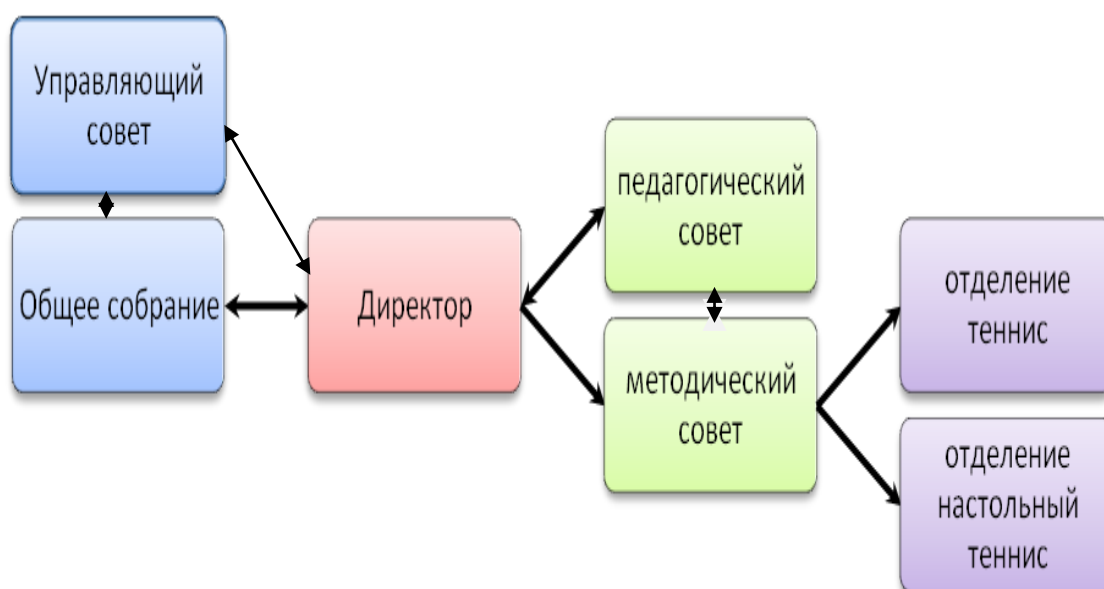 Управляющий
совет
Общее собрание
Директор
педагогический
совет
методический
совет
отделение
теннис
отделение
настольный
теннис